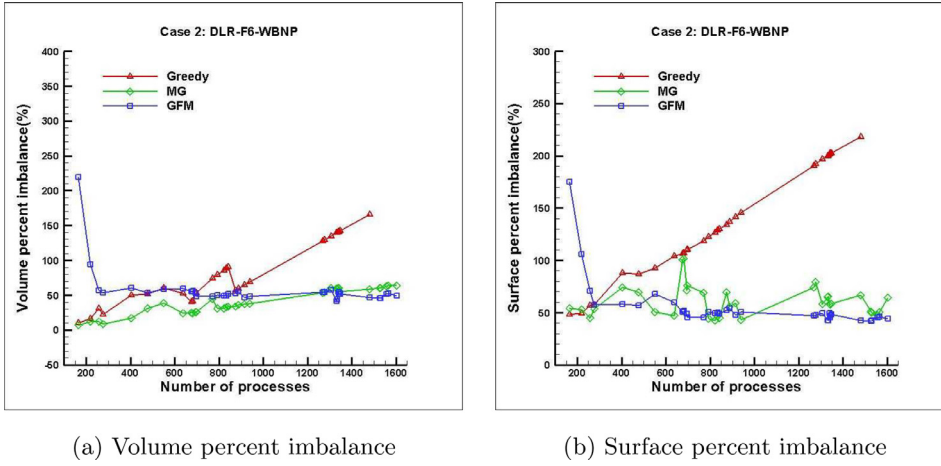 Case 2: DLR-F6-WBNP
400
350
300
250
200
150
100
50
0
-50
Volume percent imbalance(%)
Greedy
MG
GFM
200 400 600 800 1000 1200 1400 1600
Number of processes
(a) Volume percent imbalance
Case 2: DLR-F6-WBNP
300
250
200
150
100
50
0
Surface percent imbalance(%)
Greedy
MG
GFM
200 400 600 800 1000 1200 1400 1600
Number of processes
(b) Surface percent imbalance